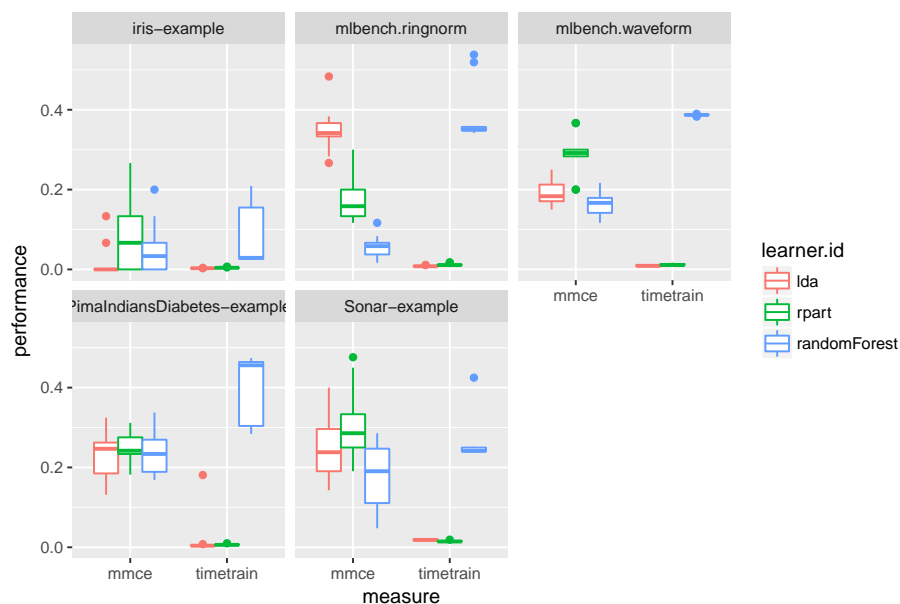 iris−example
mlbench.ringnorm
mlbench.waveform
0.4
0.2
0.0
mmce
timetrain
PimaIndiansDiabetes−example
Sonar−example
0.4
0.2
0.0
mmce
timetrain
mmce
timetrain
performance
measure
learner.id
lda
rpart
randomForest